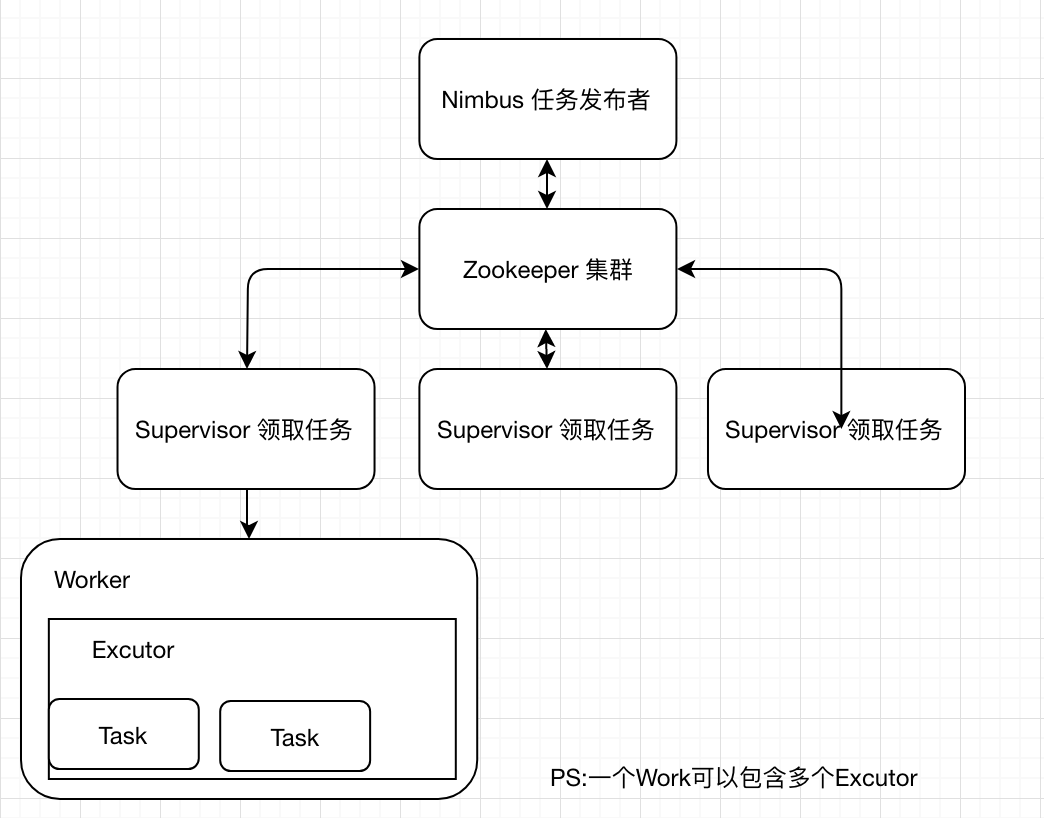 Nimbus 任务发布者
Zookeeper 集群
Supervisor 领取任务
Supervisor 领取任务
Supervisor 领取任务
Worker
Excutor
Task
Task
PS:一个Work可以包含多个Excutor